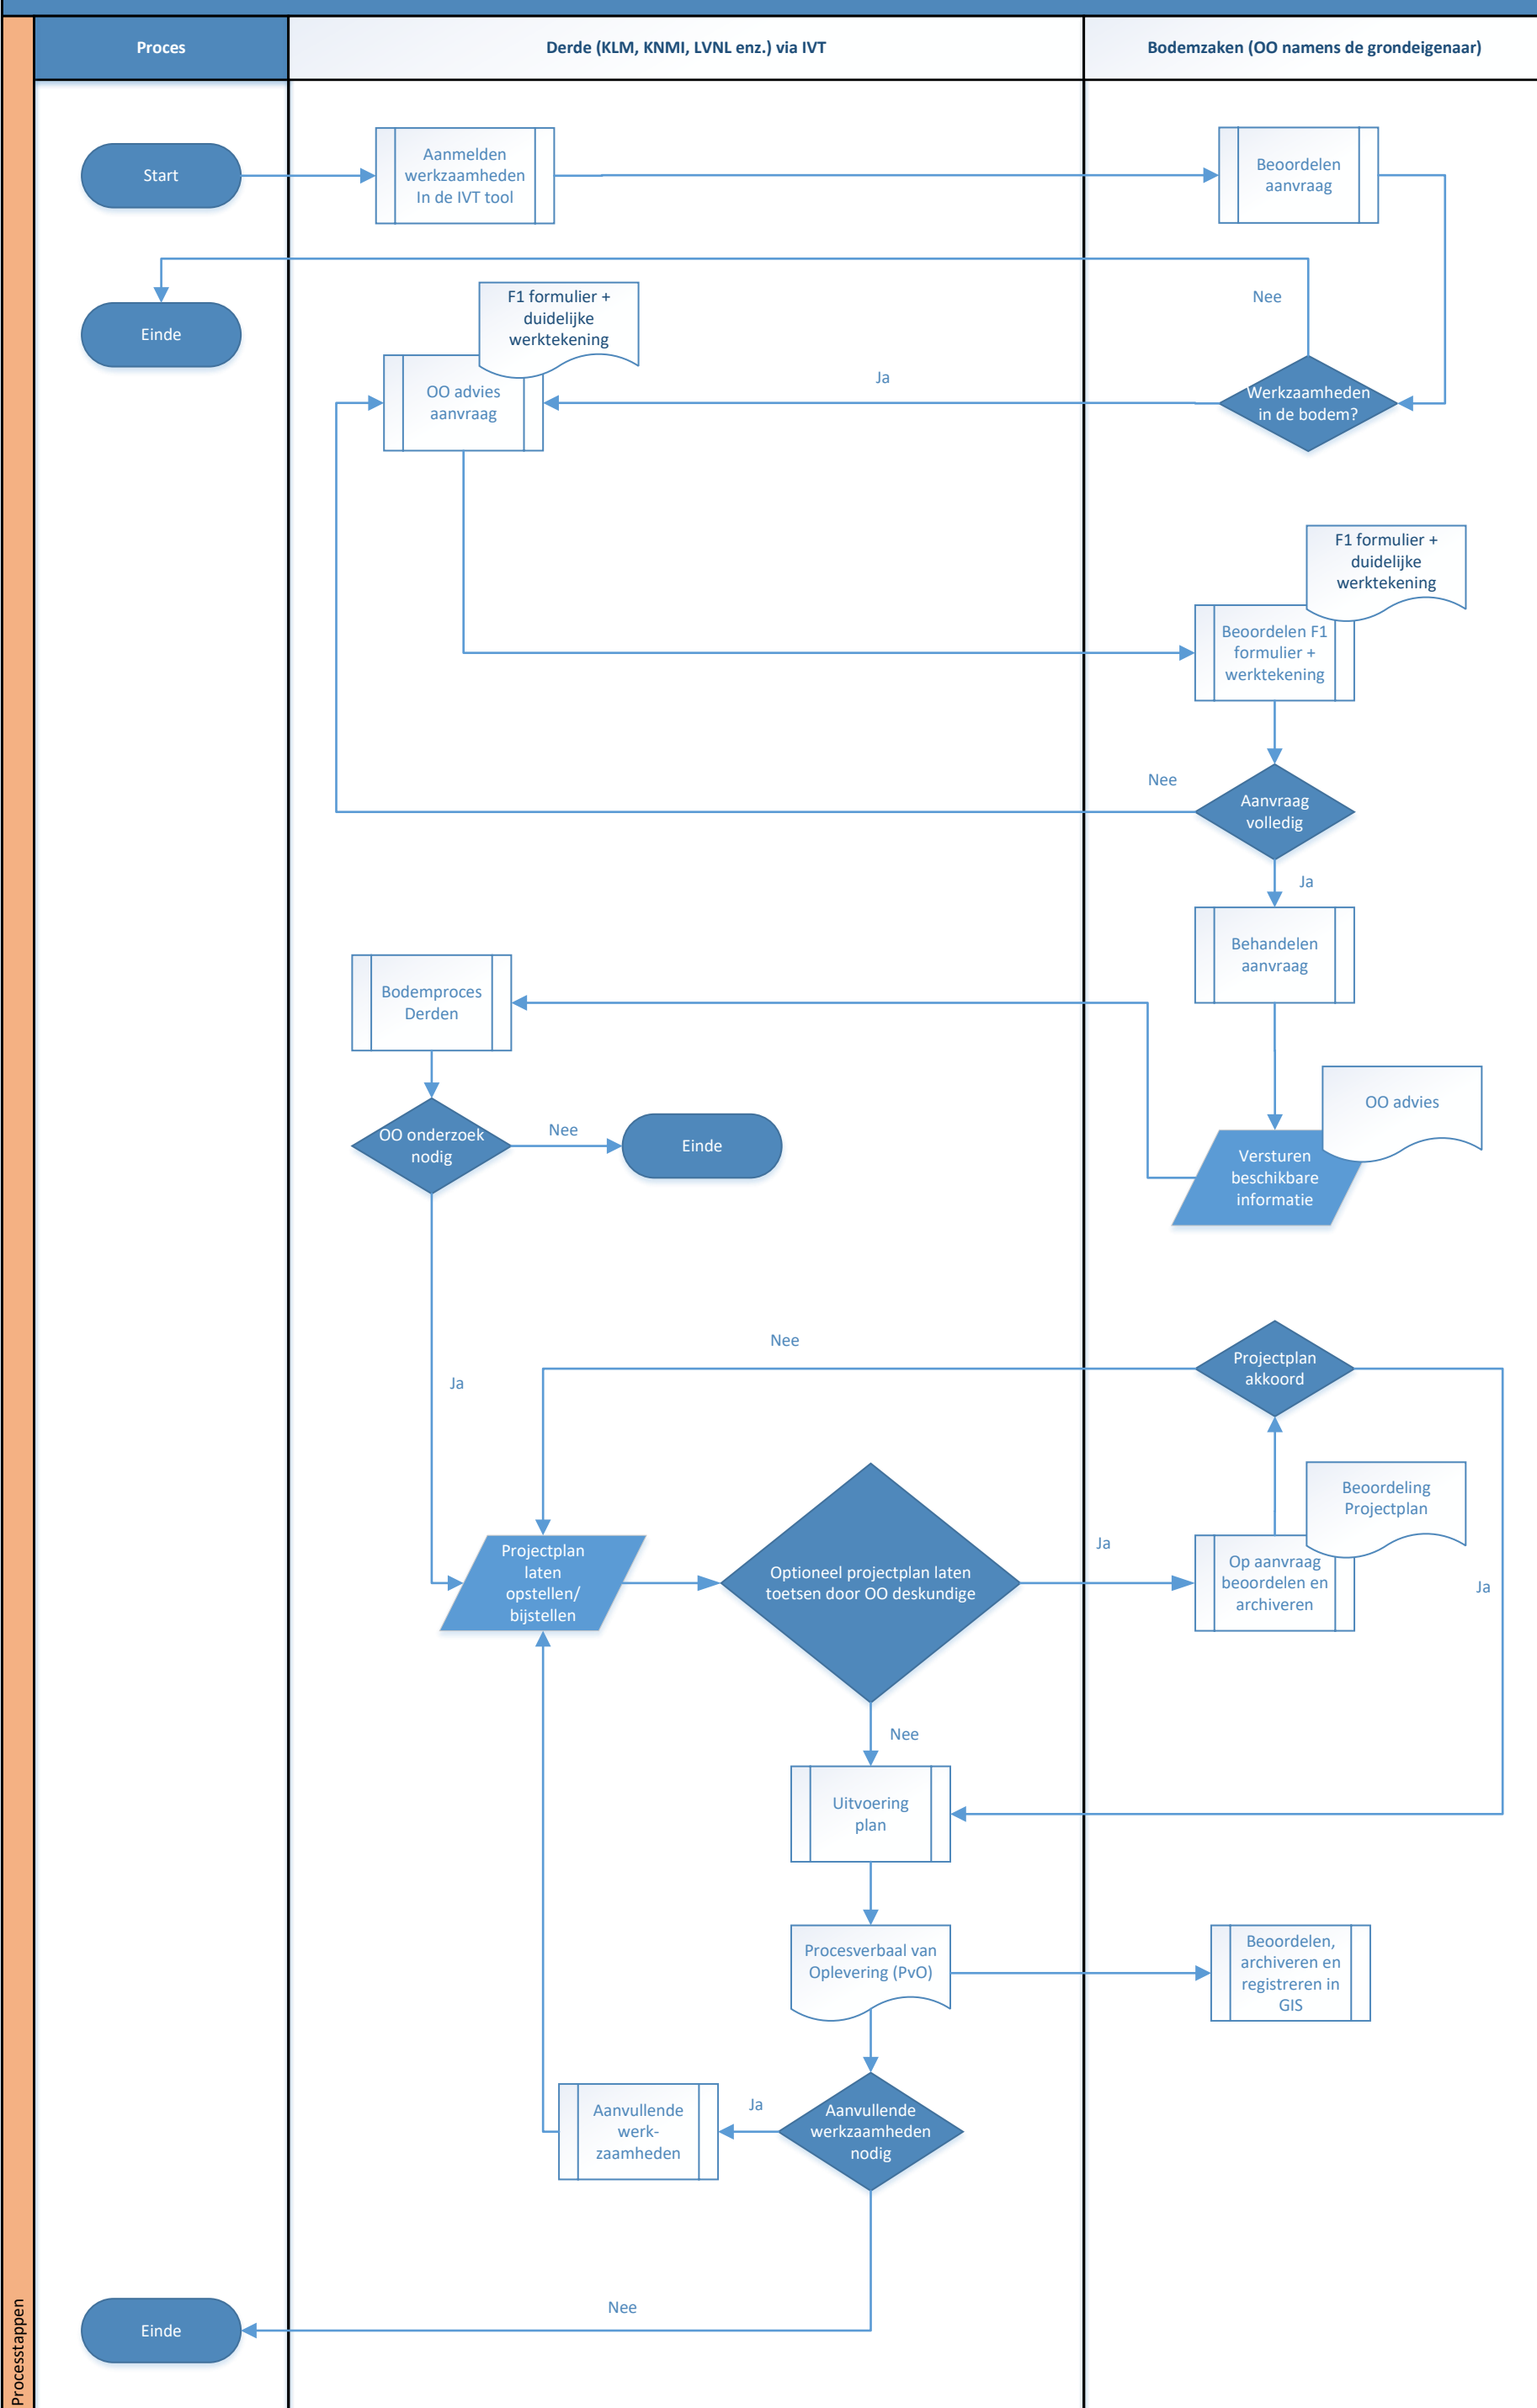 Proces
Derde (KLM, KNMI, LVNL enz.) via IVT
Bodemzaken (OO namens de grondeigenaar)
Start
Aanmelden
werkzaamheden
In de IVT tool
Beoordelen
aanvraag
Nee
Einde
F1 formulier +
duidelijke
werktekening
OO advies
aanvraag
Ja
Werkzaamheden
in de bodem?
F1 formulier +
duidelijke
werktekening
Beoordelen F1
formulier +
werktekening
Nee
Aanvraag
volledig
Ja
Behandelen
aanvraag
Bodemproces
Derden
OO advies
OO onderzoek
nodig
Nee
Einde
Versturen
beschikbare
informatie
Nee
Projectplan
akkoord
Ja
Beoordeling
Projectplan
Projectplan
laten
opstellen/
bijstellen
Optioneel projectplan laten
toetsen door OO deskundige
Ja
Op aanvraag
beoordelen en
archiveren
Ja
Nee
Uitvoering
plan
Procesverbaal van
Oplevering (PvO)
Beoordelen,
archiveren en
registreren in
GIS
Aanvullende
werk-
zaamheden
Ja
Aanvullende
werkzaamheden
nodig
Nee
Einde
Processtappen